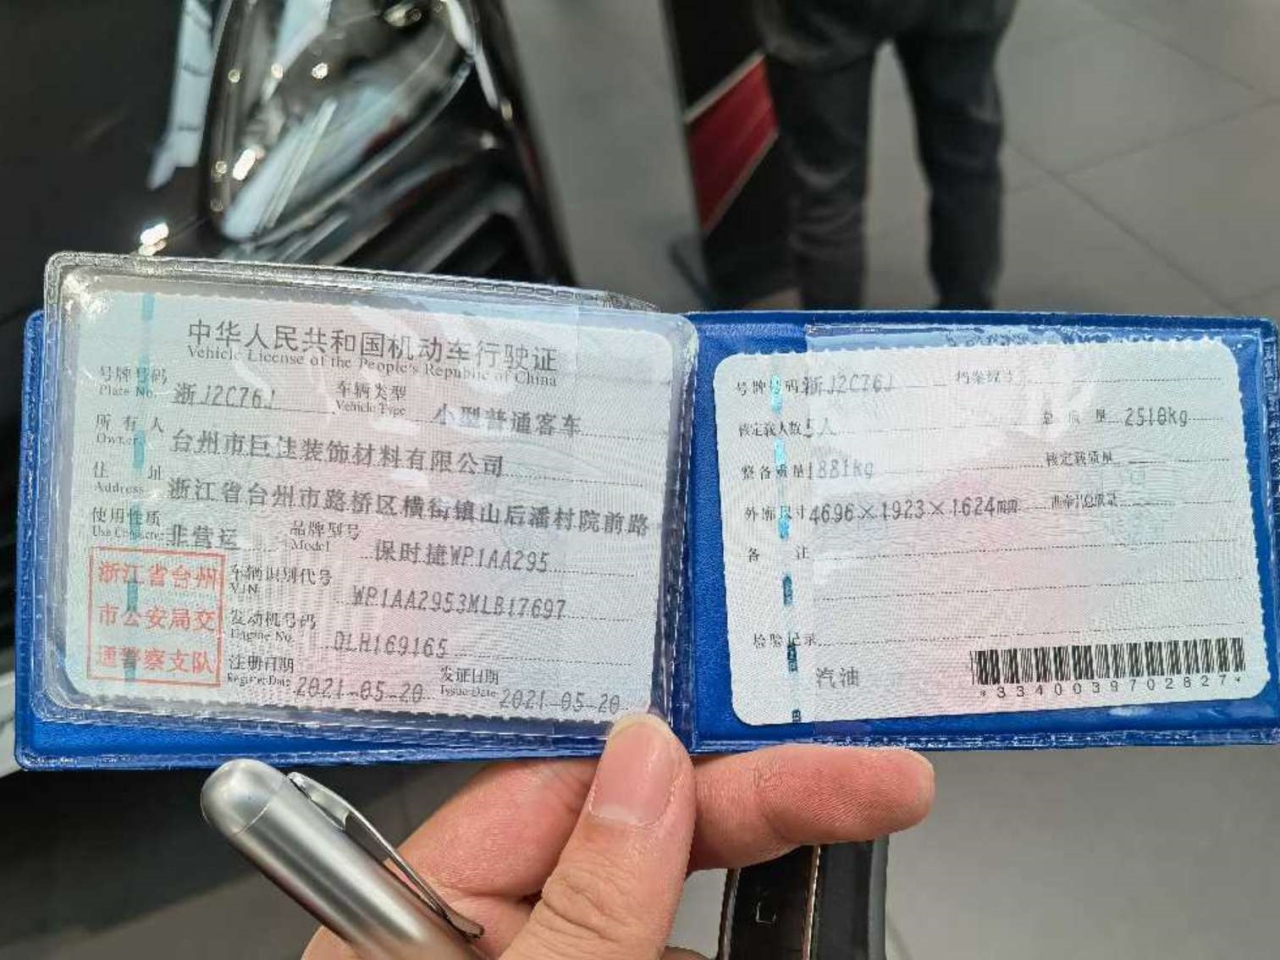 中华人民共和国机动车行驶证
Vehicle License of the People's Republic of China
号牌号码 浙J2C76J 车辆类型 小型普通客车
Plate No. Vehicle Type
所有人 台州市巨佳装饰材料有限公司
Owner
住址 浙江省台州市路桥区横街镇山后潘村院前路
Address
使用性质 非营运 品牌型号 保时捷WP1AA295
Use Character Model
浙江省台州
市公安局交
通警察支队
车辆识别代号 WP1AA2953MLB17697
VIN
发动机号码 DLH169165
Engine No.
注册日期 2021-05-20 发证日期 2021-05-20
Register Date Issue Date
号牌号码 浙J2C76J 档案编号
核定载人数 5人 总质量 2510kg
整备质量 1881kg 核定载质量
外廓尺寸 4696×1923×1624mm 准牵引总质量
备注
检验记录
汽油
*3340039702827*